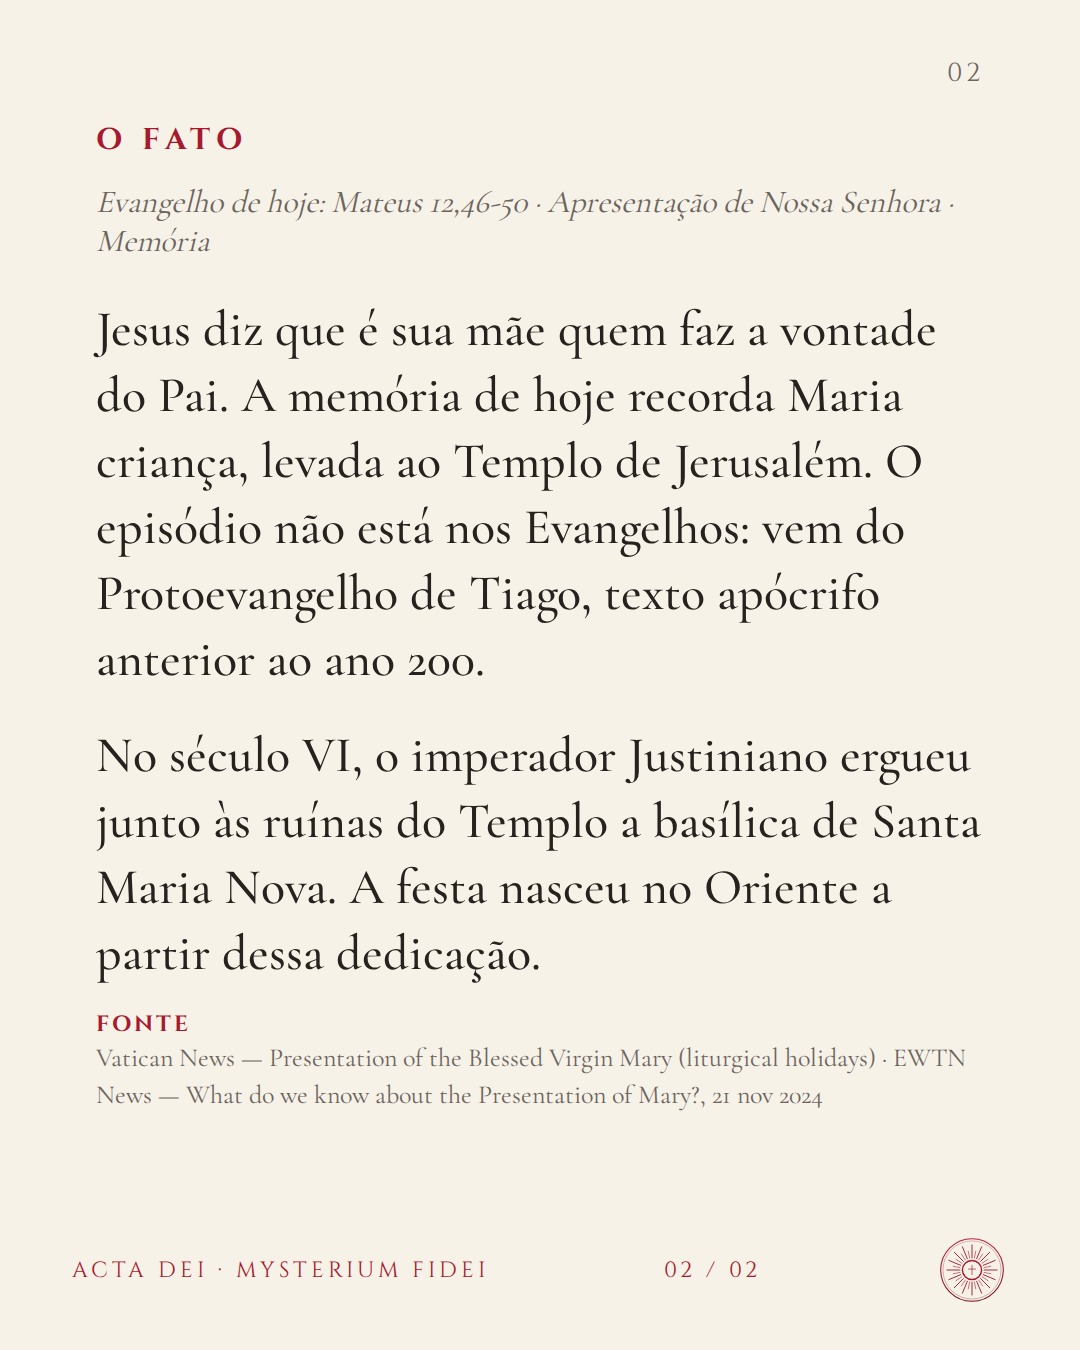 02
O FATO
Evangelho de hoje: Mateus 12,46-50 · Apresentação de Nossa Senhora ·
Memória
Jesus diz que é sua mãe quem faz a vontade
do Pai. A memória de hoje recorda Maria
criança, levada ao Templo de Jerusalém. O
episódio não está nos Evangelhos: vem do
Protoevangelho de Tiago, texto apócrifo
anterior ao ano 200.
No século VI, o imperador Justiniano ergueu
junto às ruínas do Templo a basílica de Santa
Maria Nova. A festa nasceu no Oriente a
partir dessa dedicação.
FONTE
Vatican News — Presentation of the Blessed Virgin Mary (liturgical holidays) · EWTN
News — What do we know about the Presentation of Mary?, 21 nov 2024
ACTA DEI · MYSTERIUM FIDEI
02 / 02